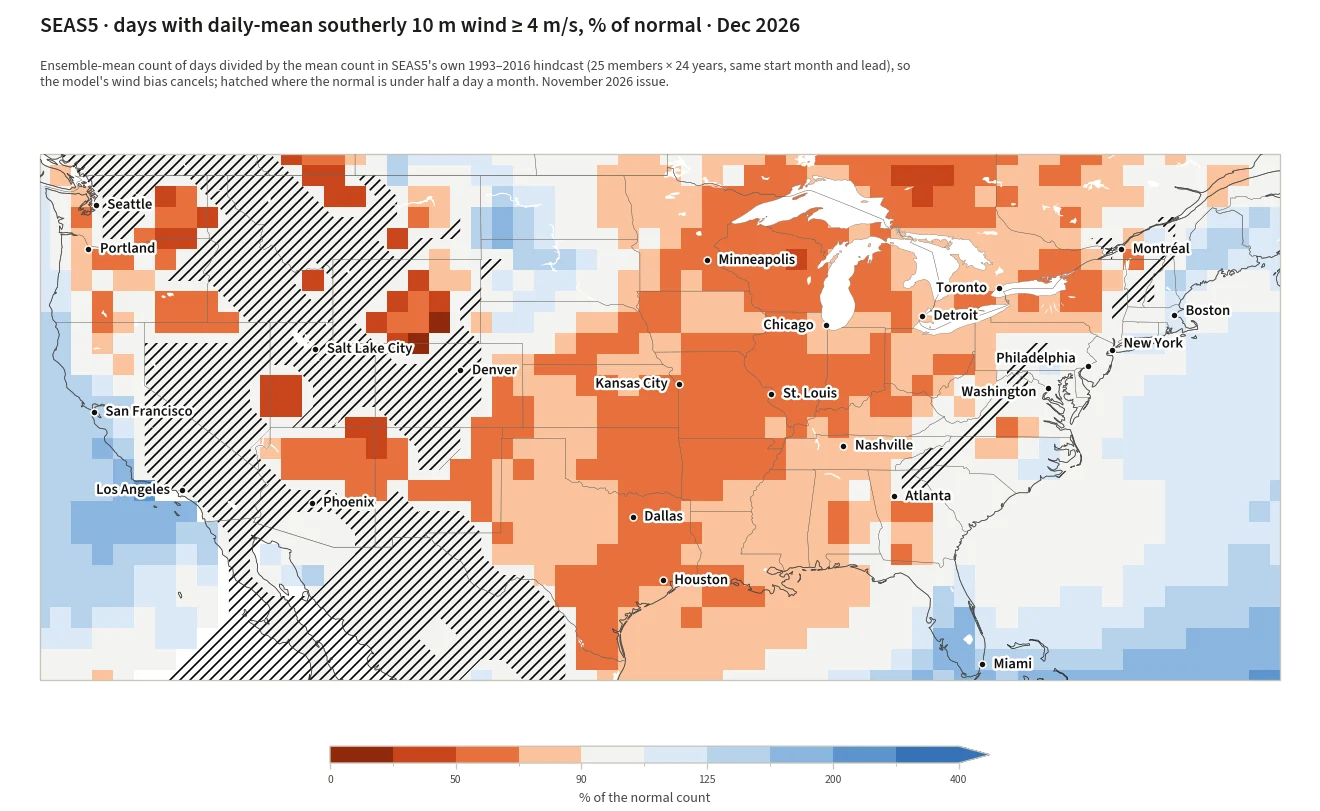 SEAS5 · days with daily-mean southerly 10 m wind ≥ 4 m/s, % of normal · Dec 2026
Ensemble-mean count of days divided by the mean count in SEAS5's own 1993–2016 hindcast (25 members × 24 years, same start month and lead), so
the model's wind bias cancels; hatched where the normal is under half a day a month. November 2026 issue.
Seattle
Portland
Montréal
Minneapolis
Toronto
Boston
Detroit
Chicago
New York
Salt Lake City
Philadelphia
Denver
Kansas City
Washington
St. Louis
San Francisco
Nashville
Los Angeles
Atlanta
Phoenix
Dallas
Houston
Miami
0 50 90 125 200 400
% of the normal count